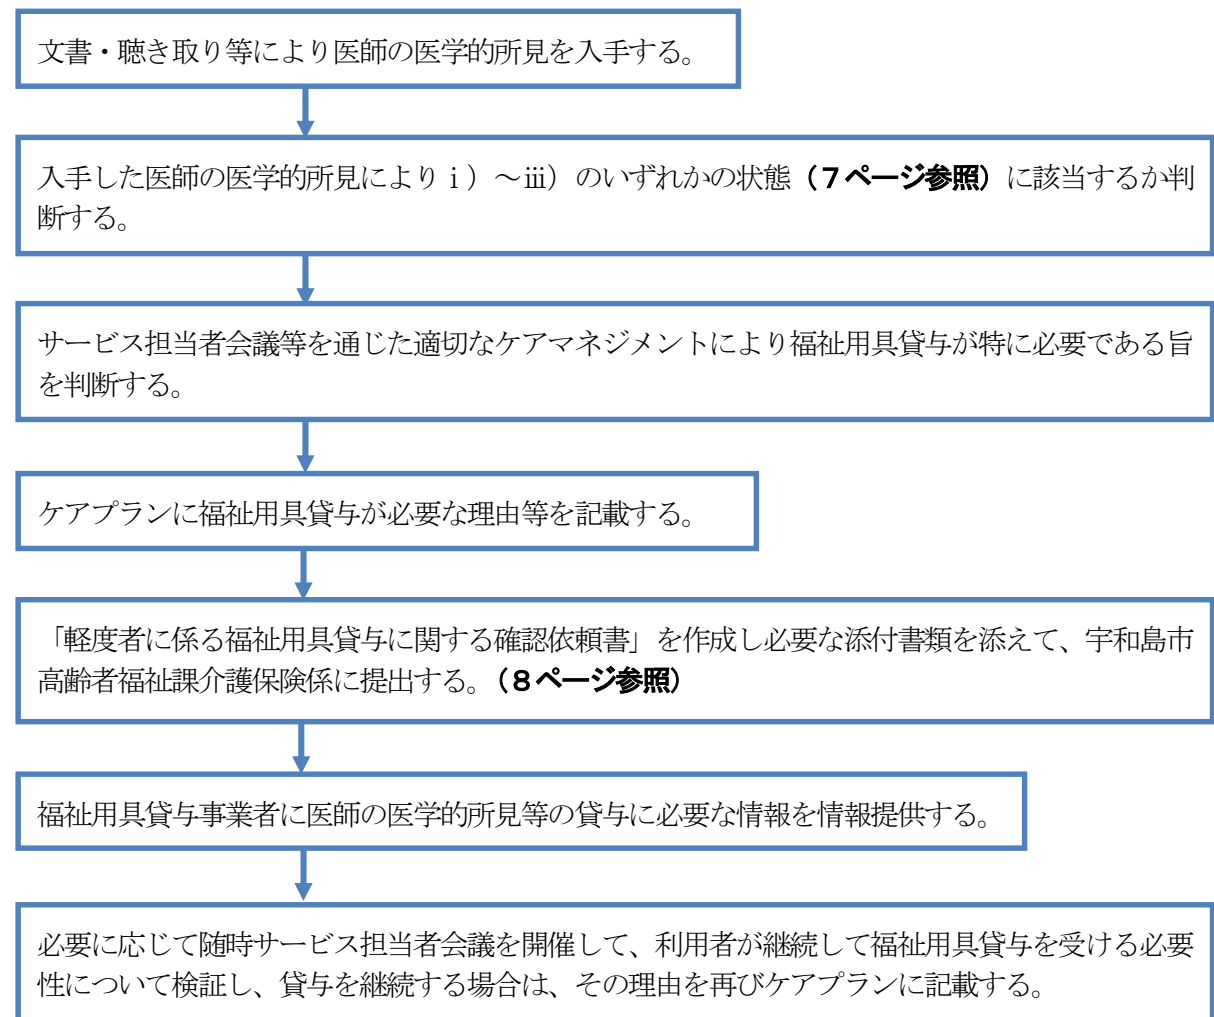 文書・聴き取り等により医師の医学的所見を入手する。
入手した医師の医学的所見によりⅰ）～ⅲ）のいずれかの状態（７ページ参照）に該当するか判
断する。
サービス担当者会議等を通じた適切なケアマネジメントにより福祉用具貸与が特に必要である旨
を判断する。
ケアプランに福祉用具貸与が必要な理由等を記載する。
「軽度者に係る福祉用具貸与に関する確認依頼書」を作成し必要な添付書類を添えて、宇和島市
高齢者福祉課介護保険係に提出する。（８ページ参照）
福祉用具貸与事業者に医師の医学的所見等の貸与に必要な情報を情報提供する。
必要に応じて随時サービス担当者会議を開催して、利用者が継続して福祉用具貸与を受ける必要
性について検証し、貸与を継続する場合は、その理由を再びケアプランに記載する。